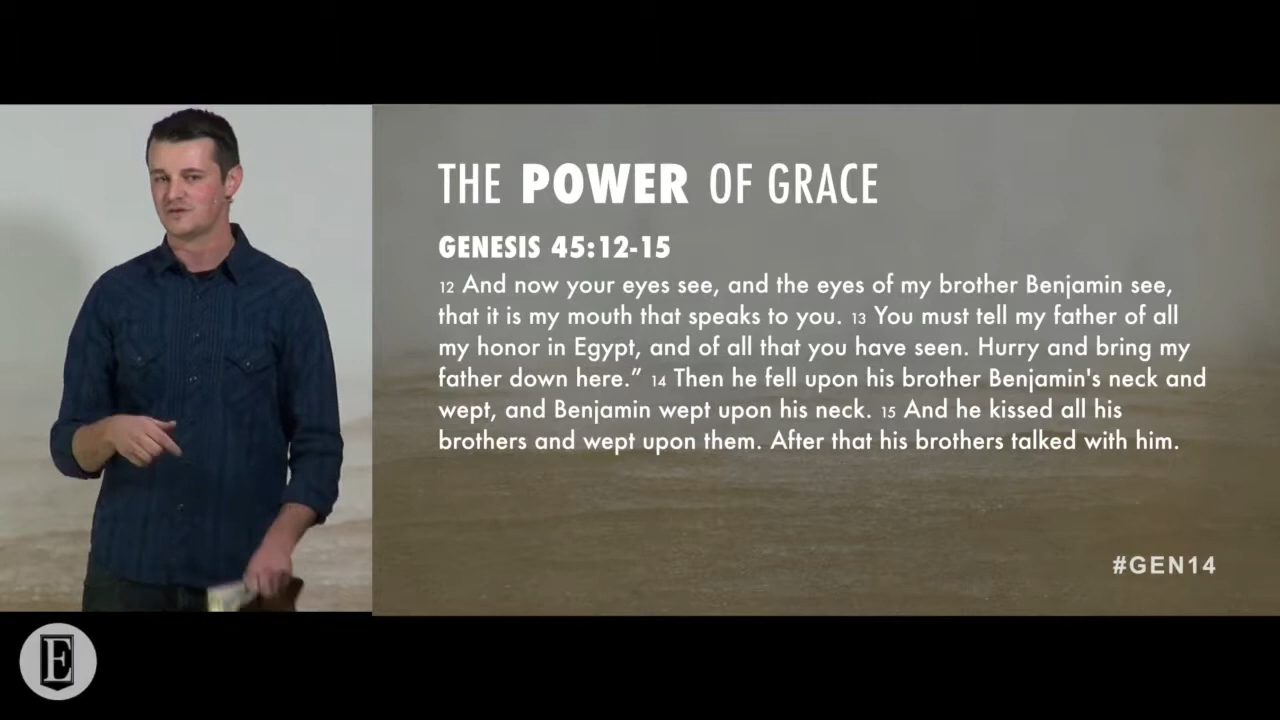 THE POWER OF GRACE
GENESIS 45:12-15
12 And now your eyes see, and the eyes of my brother Benjamin see,
that it is my mouth that speaks to you. 13 You must tell my father of all
my honor in Egypt, and of all that you have seen. Hurry and bring my
father down here.” 14 Then he fell upon his brother Benjamin's neck and
wept, and Benjamin wept upon his neck. 15 And he kissed all his
brothers and wept upon them. After that his brothers talked with him.
#GEN14
E